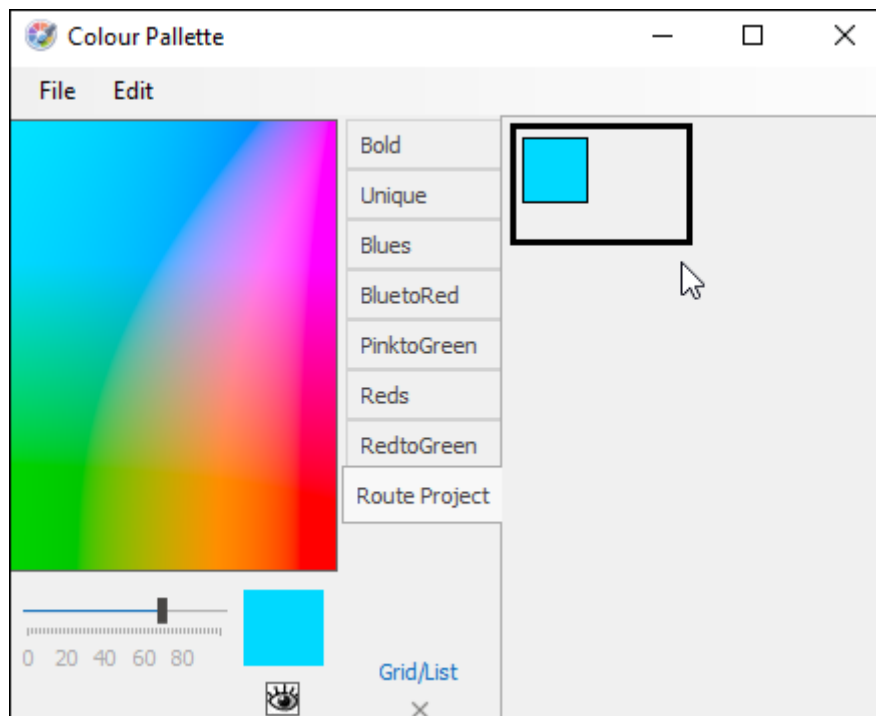 Colour Pallette
File Edit
Bold
Unique
Blues
BluetoRed
PinktoGreen
Reds
RedtoGreen
Route Project
0 20 40 60 80
Grid/List